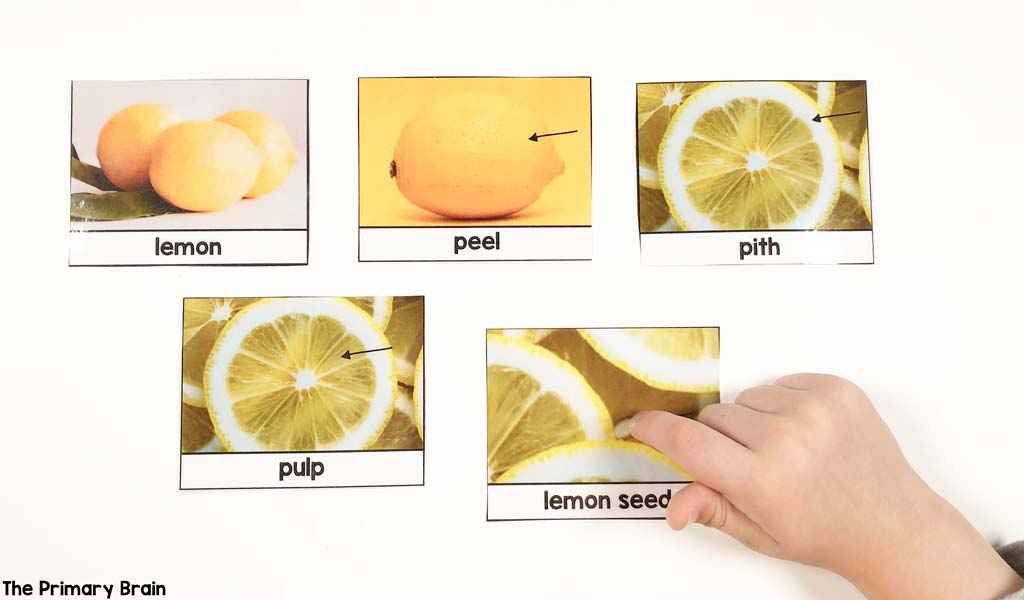 lemon
peel
pith
pulp
lemon seed
The Primary Brain